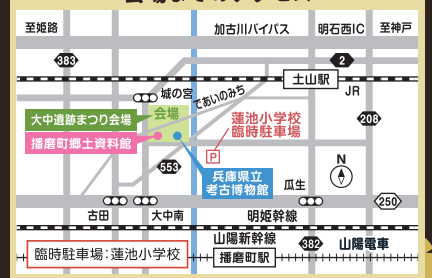 至姫路
加古川バイパス
明石西IC
至神戸
383
2
土山駅
JR
城の宮
であいのみち
大中遺跡まつり会場
会場
播磨町郷土資料館
蓮池小学校
臨時駐車場
208
P
553
兵庫県立
考古博物館
N
瓜生
250
古田
大中南
明姫幹線
山陽新幹線
382
山陽電車
臨時駐車場:蓮池小学校
播磨町駅